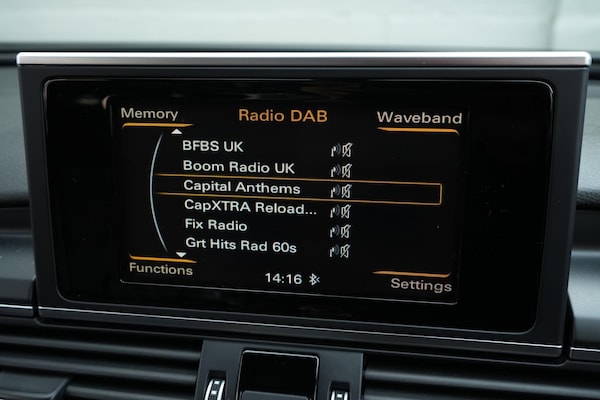 Memory
Radio DAB
Waveband
BFBS UK
Boom Radio UK
Capital Anthems
CapXTRA Reload...
Fix Radio
Grt Hits Rad 60s
Functions
14:16
Settings